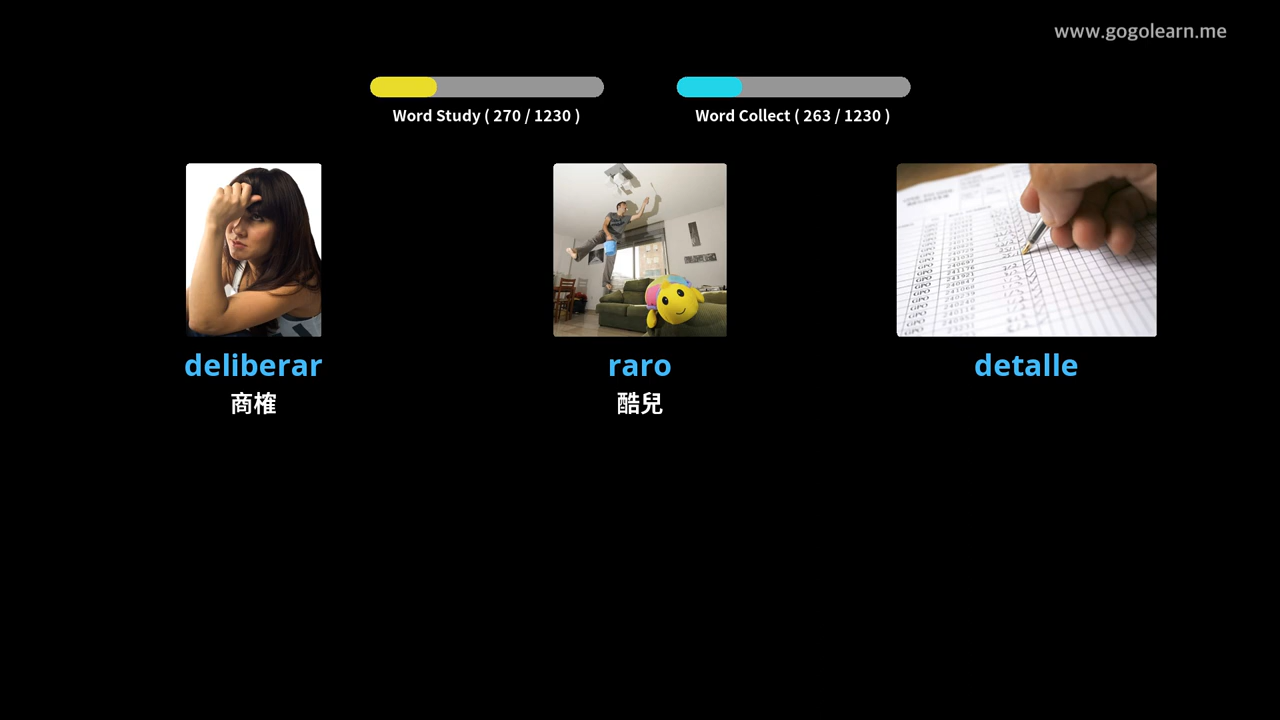 www.gogolearn.me
Word Study ( 270 / 1230 )
Word Collect ( 263 / 1230 )
deliberar
raro
detalle
商榷
酷兒